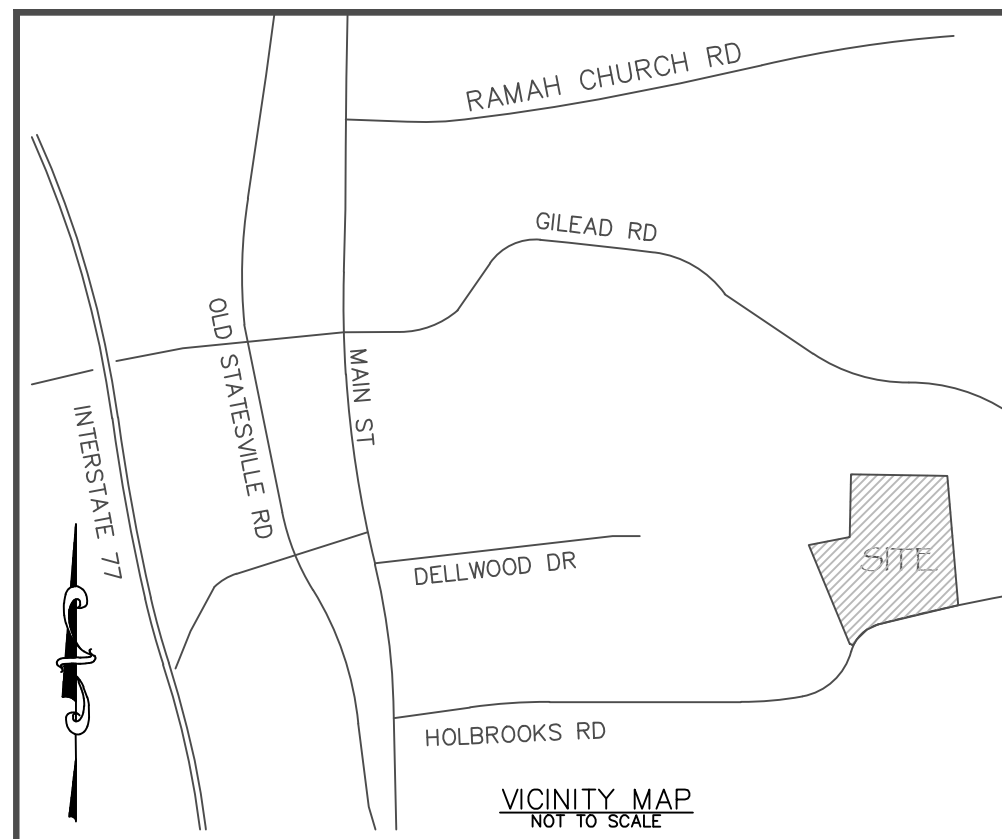 RAMAH CHURCH RD
GILEAD RD
OLD STATESVILLE RD
MAIN ST
INTERSTATE 77
SITE
DELLWOOD DR
HOLBROOKS RD
VICINITY MAP
NOT TO SCALE